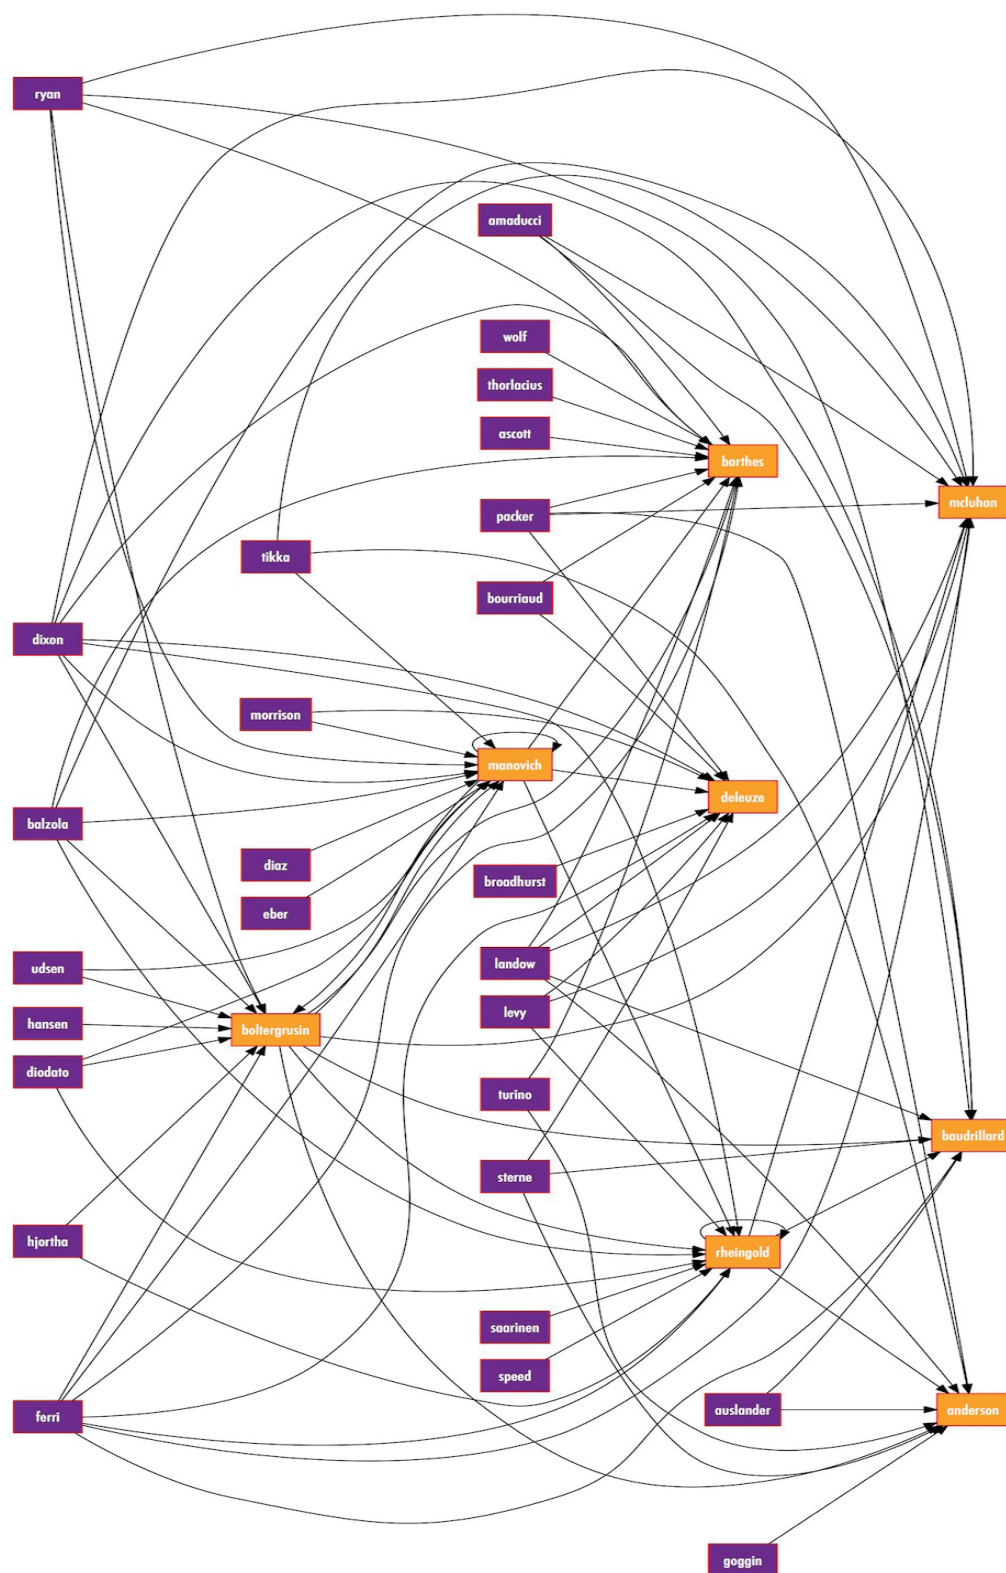 ryan
amaducci
wolf
thorlacius
ascott
barthes
mcluhan
packer
tikka
bourriaud
dixon
morrison
manovich
deleuze
balzola
diaz
broadhurst
eber
udsen
landow
levy
hansen
boltergrusin
diodato
turino
baudrillard
sterne
hjortha
rheingold
saarinen
speed
ferri
auslander
anderson
goggin